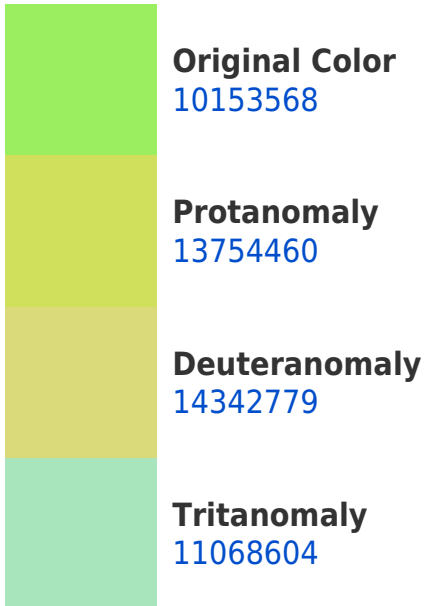 Original Color
10153568
Protanomaly
13754460
Deuteranomaly
14342779
Tritanomaly
11068604